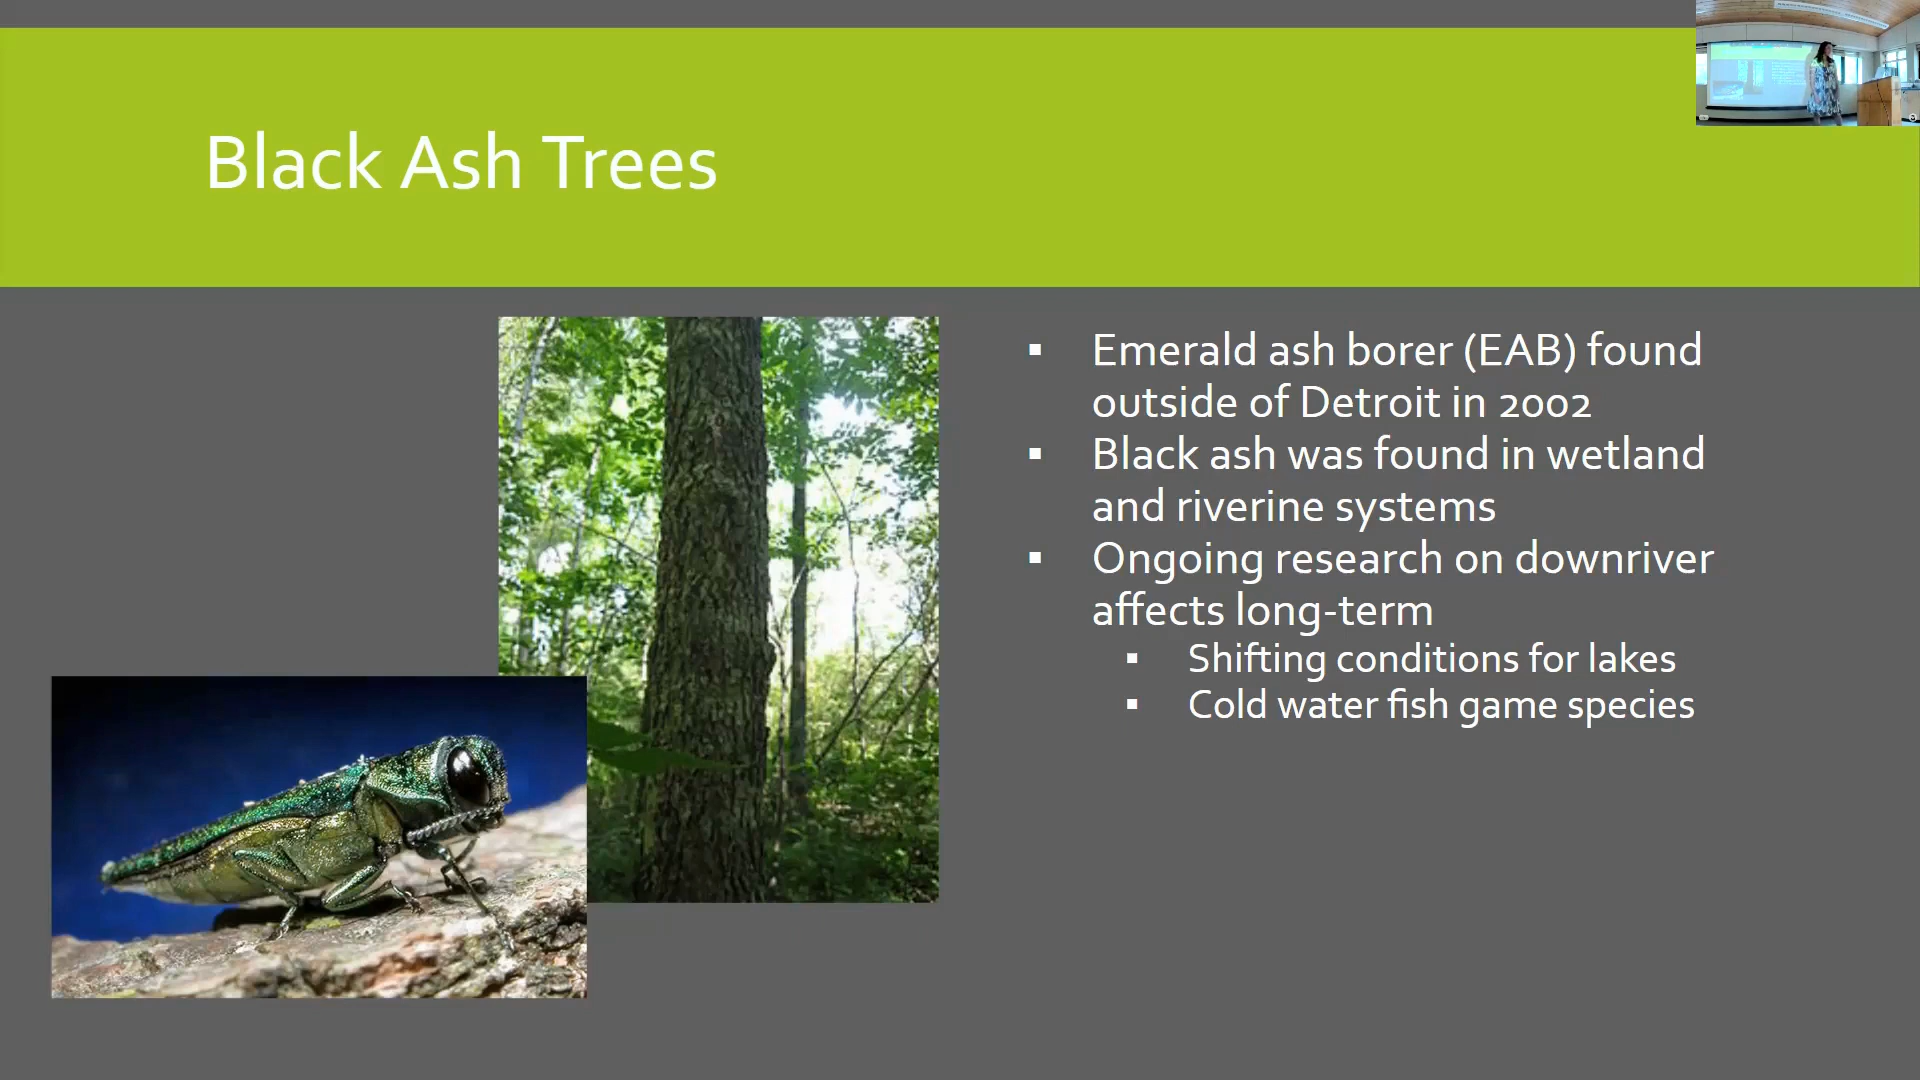 Black Ash Trees
▪ Emerald ash borer (EAB) found
outside of Detroit in 2002
▪ Black ash was found in wetland
and riverine systems
▪ Ongoing research on downriver
affects long-term
▪ Shifting conditions for lakes
▪ Cold water fish game species